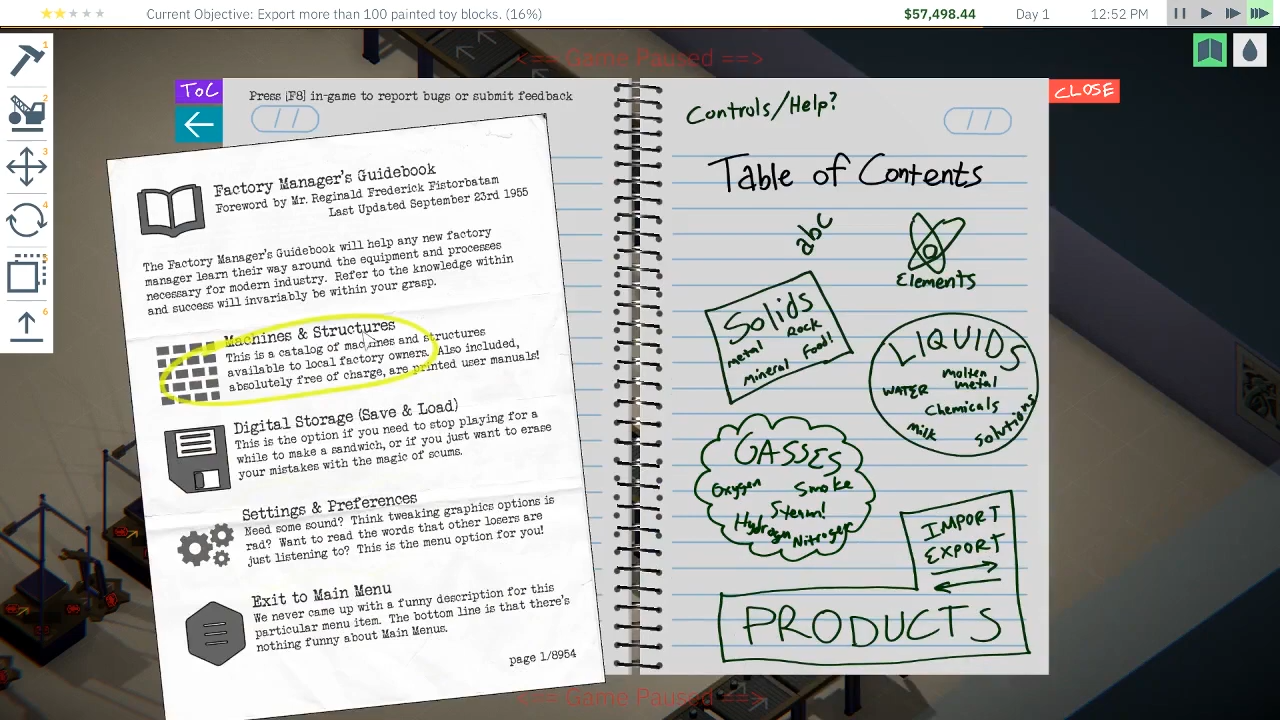 Current Objective: Export more than 100 painted toy blocks. (16%)
$57,498.44
Day 1
12:52 PM
<== Game Paused ==>
1
2
3
4
5
6
ToC
Press [F8] in-game to report bugs or submit feedback
CLOSE
Factory Manager's Guidebook
Foreword by Mr. Reginald Frederick Fistorbatam
Last Updated September 23rd 1955
The Factory Manager's Guidebook will help any new factory
manager learn their way around the equipment and processes
necessary for modern industry. Refer to the knowledge within
and success will invariably be within your grasp.
Machines & Structures
This is a catalog of machines and structures
available to local factory owners. Also included,
absolutely free of charge, are printed user manuals!
Digital Storage (Save & Load)
This is the option if you need to stop playing for a
while to make a sandwich, or if you just want to erase
your mistakes with the magic of scums.
Settings & Preferences
Need some sound? Think tweaking graphics options is
rad? Want to read the words that other losers are
just listening to? This is the menu option for you!
Exit to Main Menu
We never came up with a funny description for this
particular menu item. The bottom line is that there's
nothing funny about Main Menus.
page 1/8954
Controls/Help?
Table of Contents
abc
Elements
Solids
Rock
metal
Food!
Mineral
LIQUIDS
molten
metal
WATER
Chemicals
Milk
Solutions
GASSES
Oxygen
Smoke
Steam!
Hydrogen
Nitrogen
IMPORT
EXPORT
PRODUCTS
<== Game Paused ==>